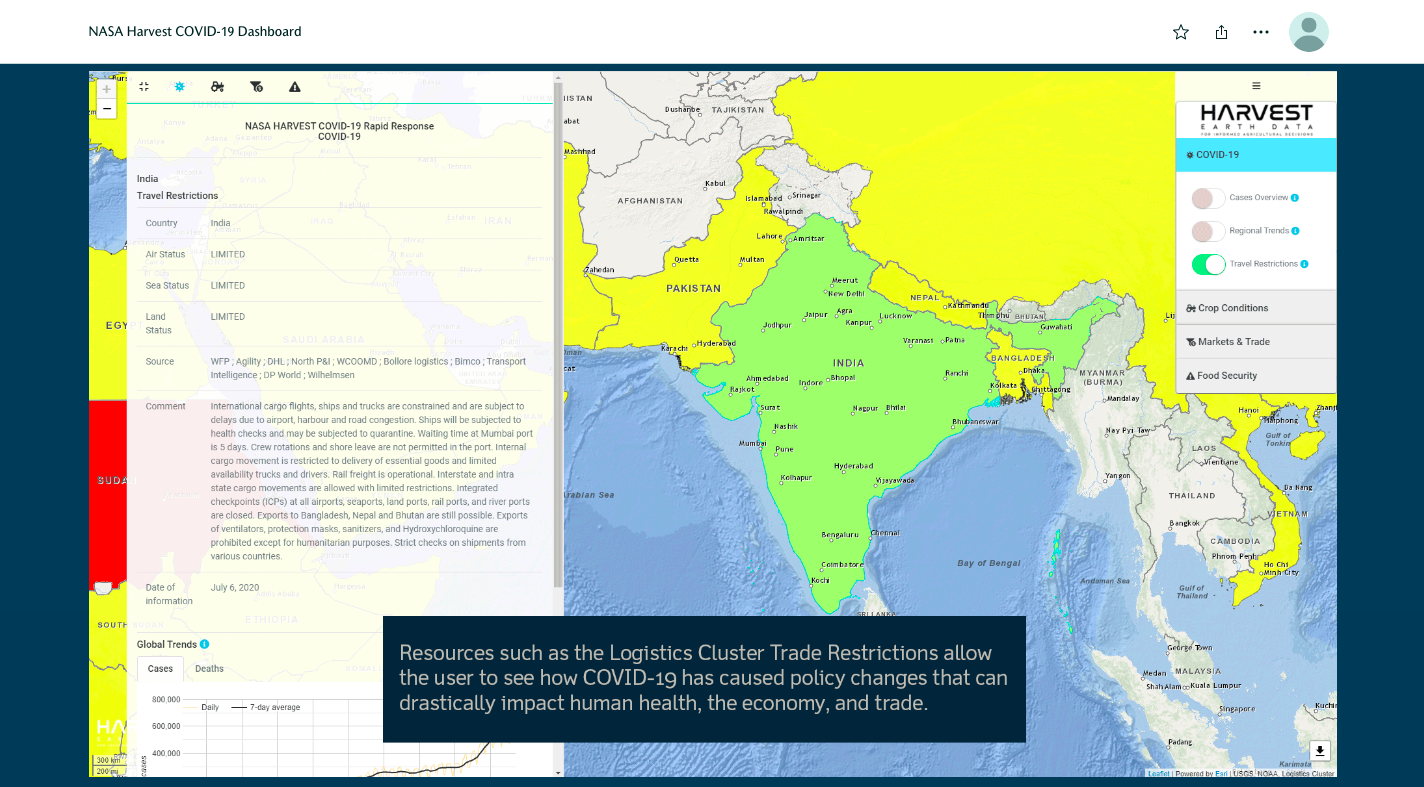 NASA Harvest COVID-19 Dashboard
NASA HARVEST COVID-19 Rapid Response
COVID-19
India
Travel Restrictions
Country India
Air Status LIMITED
Sea Status LIMITED
Land
Status LIMITED
Source WFP ; Agility ; DHL ; North P&I ; WCOOMD ; Bollore logistics ; Bimco ; Transport
Intelligence ; DP World ; Wilhelmsen
Comment International cargo flights, ships and trucks are constrained and are subject to
delays due to airport, harbour and road congestion. Ships will be subjected to
health checks and may be subjected to quarantine. Waiting time at Mumbai port
is 5 days. Crew rotations and shore leave are not permitted in the port. Internal
cargo movement is restricted to delivery of essential goods and limited
availability trucks and drivers. Rail freight is operational. Interstate and intra
state cargo movements are allowed with limited restrictions. Integrated
checkpoints (ICPs) at all airports, seaports, land ports, rail ports, and river ports
are closed. Exports to Bangladesh, Nepal and Bhutan are still possible. Exports
of ventilators, protection masks, sanitizers, and Hydroxychloroquine are
prohibited except for humanitarian purposes. Strict checks on shipments from
various countries.
Date of
information July 6, 2020
Global Trends
Cases Deaths
800,000
Daily 7-day average
600,000
400,000
cases
300 km
200 mi
EGY
SUDA
SOUTH SUDAN
ETHIOPIA
SAUDI ARABIA
IRAN
Dushanbe
TAJIKISTAN
Mashhad
Kabul
AFGHANISTAN
Islamabad
Srinagar
Rawalpindi
Lahore
Amritsar
Zahedan
Quetta
Multan
PAKISTAN
Meerut
New Delhi
NEPAL
Kathmandu
Thimphu
BHUTAN
Jaipur
Agra
Lucknow
Jodhpur
Kanpur
Guwahati
Karachi
Hyderabad
Varanasi
Patna
INDIA
BANGLADESH
Ahmedabad
Indore
Bhopal
Ranchi
Dhaka
Rajkot
Kolkata
Chittagong
MYANMAR
(BURMA)
Surat
Nagpur
Bhilai
Mandalay
Nashik
Bhubaneswar
Mumbai
Pune
Nay Pyi Taw
Hyderabad
Kolhapur
Vijayawada
Yangon
Arabian Sea
Bengaluru
Chennai
Coimbatore
Kochi
Bay of Bengal
Andaman Sea
SRI LANKA
Hanoi
Haiphong
Gulf of
Tonkin
LAOS
Vientiane
Da Nang
THAILAND
VIETNAM
Bangkok
CAMBODIA
Phnom Penh
Ho Chi
Minh City
Gulf of
Thailand
George Town
Medan
MALAYSIA
Shah Alam
Kuala Lumpur
Singapore
Padang
Karimata
HARVEST
EARTH DATA
FOR INFORMED AGRICULTURAL DECISIONS
COVID-19
Cases Overview
Regional Trends
Travel Restrictions
Crop Conditions
Markets & Trade
Food Security
Resources such as the Logistics Cluster Trade Restrictions allow
the user to see how COVID-19 has caused policy changes that can
drastically impact human health, the economy, and trade.
Leaflet | Powered by Esri | USGS, NOAA, Logistics Cluster